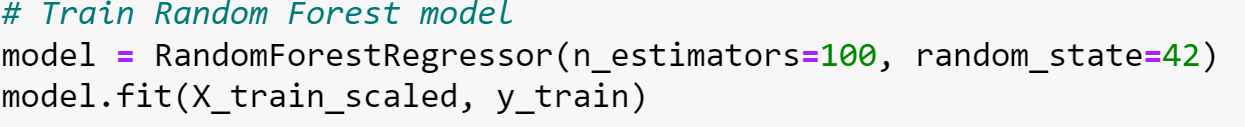 # Train Random Forest model
model = RandomForestRegressor(n_estimators=100, random_state=42)
model.fit(X_train_scaled, y_train)